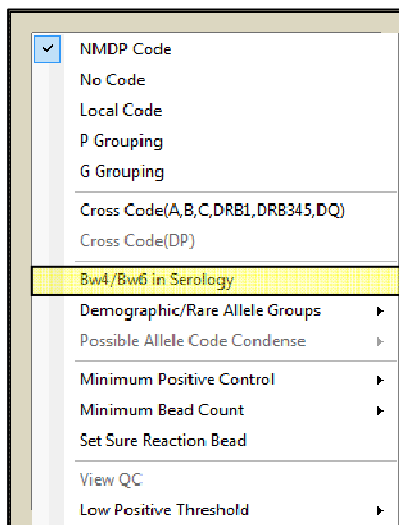 NMDP Code
No Code
Local Code
P Grouping
G Grouping
Cross Code(A,B,C,DRB1,DRB345,DQ)
Cross Code(DP)
Bw4/Bw6 in Serology
Demographic/Rare Allele Groups
Possible Allele Code Condense
Minimum Positive Control
Minimum Bead Count
Set Sure Reaction Bead
View QC
Low Positive Threshold